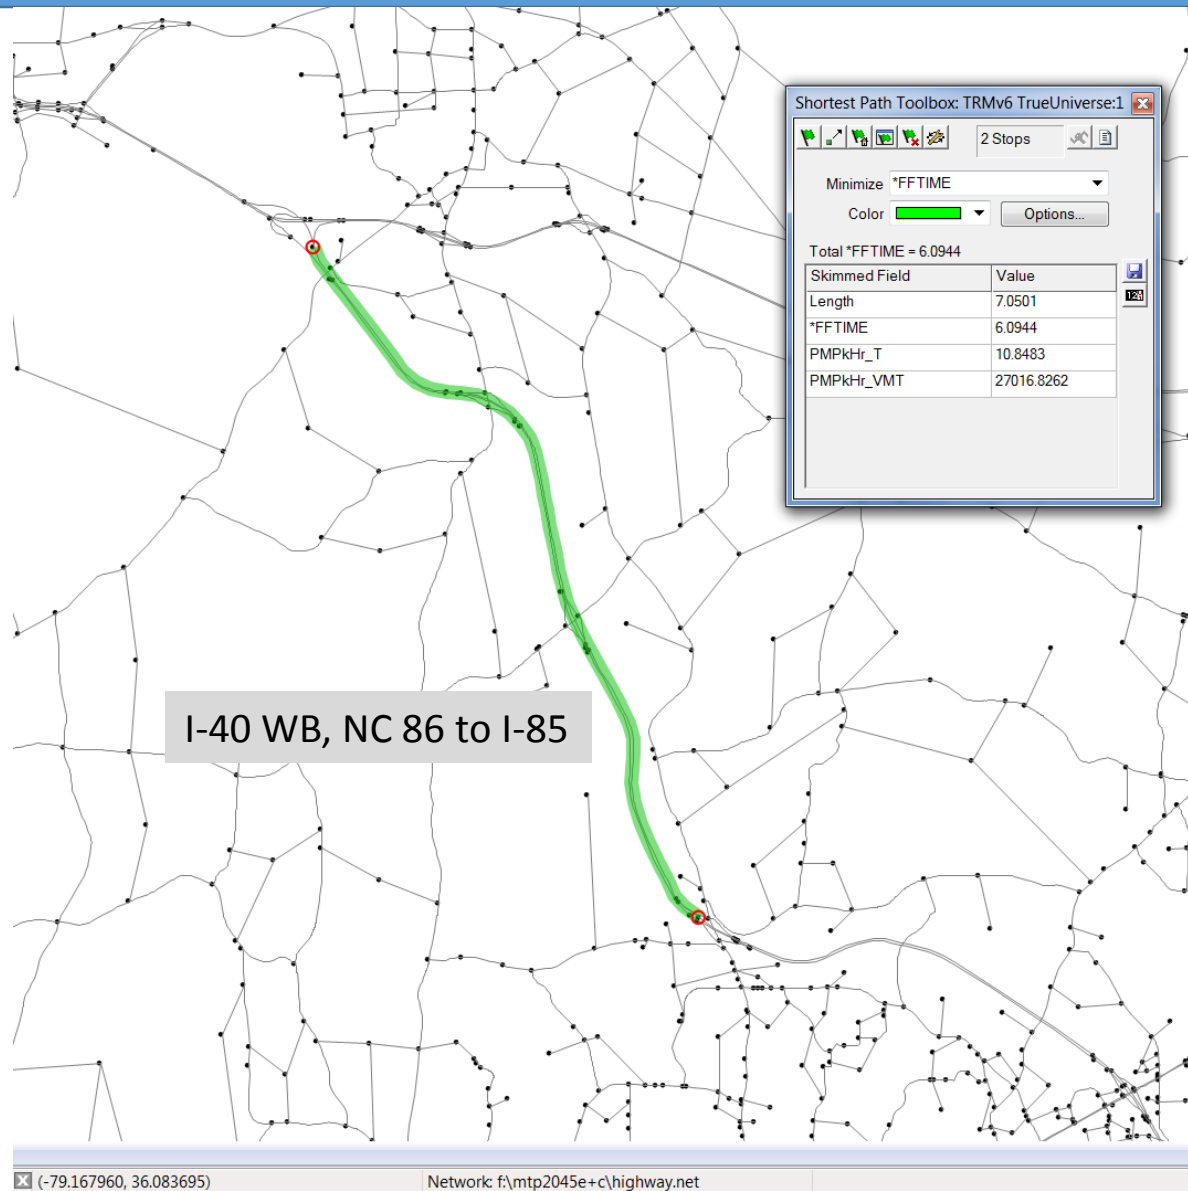 Shortest Path Toolbox: TRMv6 TrueUniverse:1
2 Stops
Minimize *FFTIME
Color Options...
Total *FFTIME = 6.0944
Skimmed Field Value
Length 7.0501
*FFTIME 6.0944
PMPkHr_T 10.8483
PMPkHr_VMT 27016.8262
I-40 WB, NC 86 to I-85
(-79.167960, 36.083695) Network: f:\mtp2045e+c\highway.net